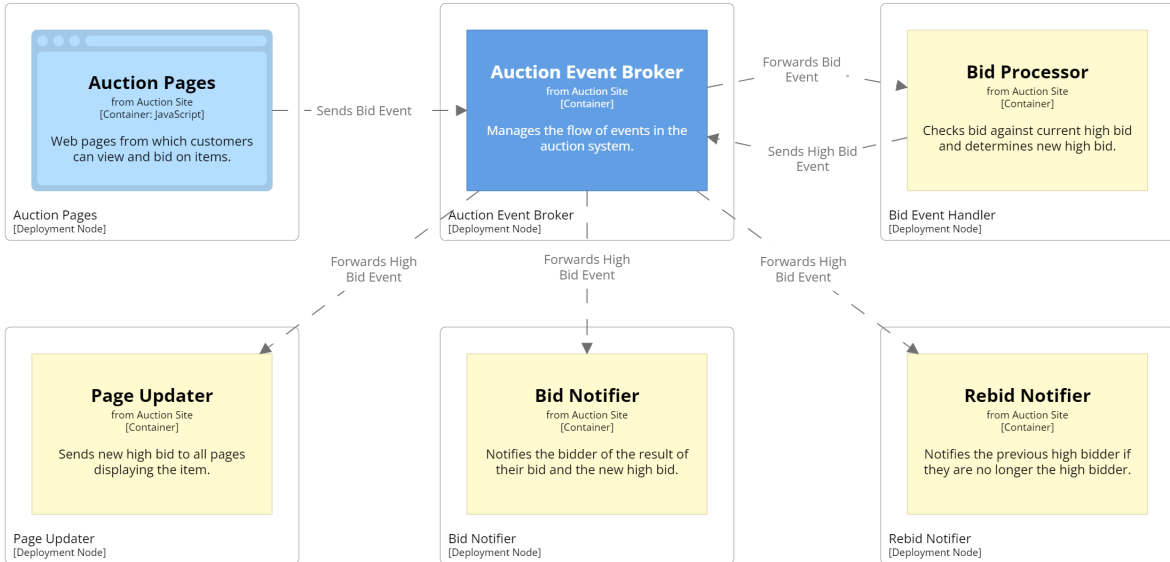 Auction Pages
from Auction Site
[Container: JavaScript]
Web pages from which customers
can view and bid on items.
Auction Pages
[Deployment Node]
Sends Bid Event
Auction Event Broker
from Auction Site
[Container]
Manages the flow of events in the
auction system.
Auction Event Broker
[Deployment Node]
Forwards Bid
Event
Sends High Bid
Event
Bid Processor
from Auction Site
[Container]
Checks bid against current high bid
and determines new high bid.
Bid Event Handler
[Deployment Node]
Forwards High
Bid Event
Forwards High
Bid Event
Forwards High
Bid Event
Page Updater
from Auction Site
[Container]
Sends new high bid to all pages
displaying the item.
Page Updater
[Deployment Node]
Bid Notifier
from Auction Site
[Container]
Notifies the bidder of the result of
their bid and the new high bid.
Bid Notifier
[Deployment Node]
Rebid Notifier
from Auction Site
[Container]
Notifies the previous high bidder if
they are no longer the high bidder.
Rebid Notifier
[Deployment Node]